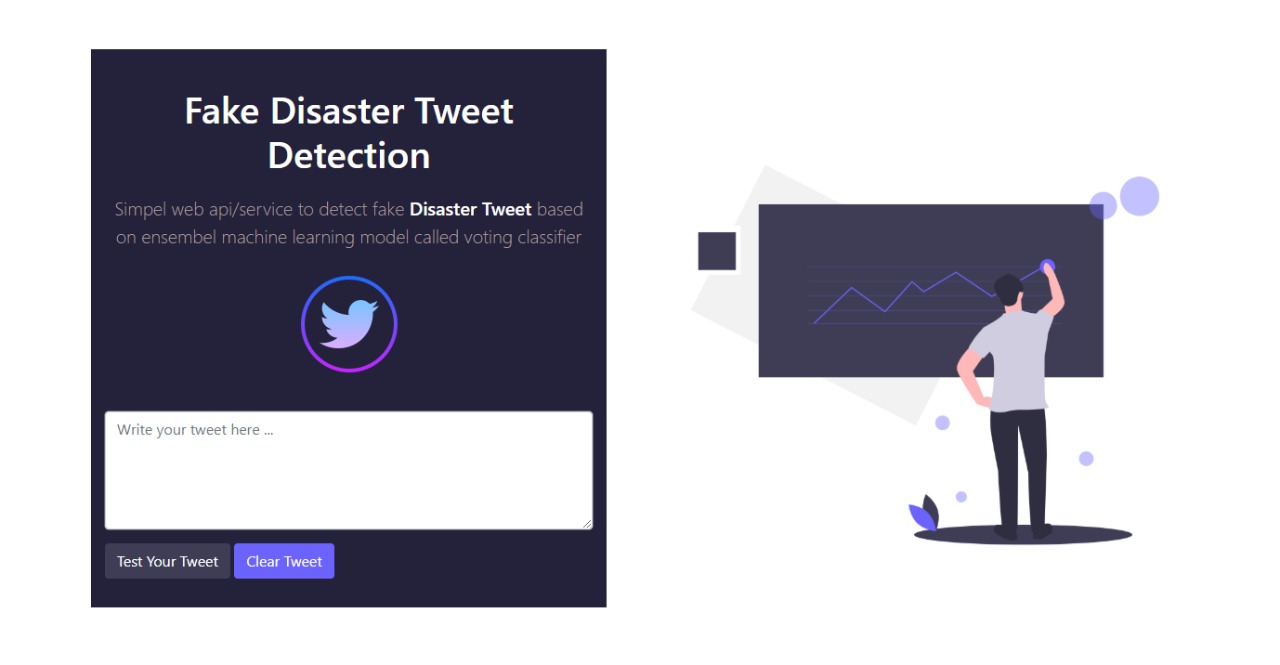 Fake Disaster Tweet
Detection
Simpel web api/service to detect fake Disaster Tweet based
on ensembel machine learning model called voting classifier
Write your tweet here ...
Test Your Tweet
Clear Tweet